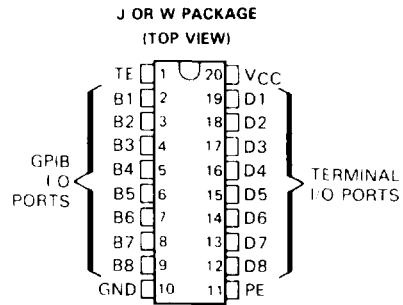 J OR W PACKAGE
(TOP VIEW)
TE 1 20 VCC
B1 2 19 D1
B2 3 18 D2
B3 4 17 D3
B4 5 16 D4
B5 6 15 D5
B6 7 14 D6
B7 8 13 D7
B8 9 12 D8
GND 10 11 PE
GPIB
I O
PORTS
TERMINAL
I/O PORTS